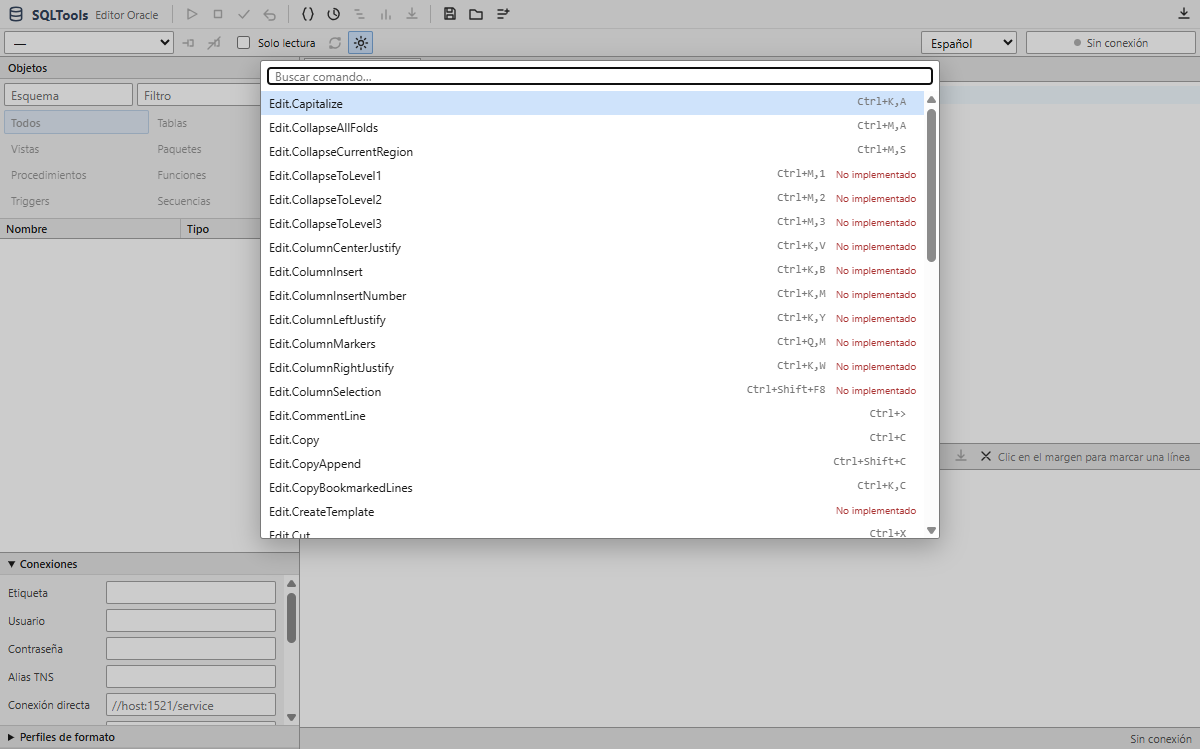 SQLTools Editor Oracle
— Solo lectura Español Sin conexión
Objetos
Esquema Filtro
Todos Tablas
Vistas Paquetes
Procedimientos Funciones
Triggers Secuencias
Nombre Tipo
Buscar comando...
Edit.Capitalize Ctrl+K,A
Edit.CollapseAllFolds Ctrl+M,A
Edit.CollapseCurrentRegion Ctrl+M,S
Edit.CollapseToLevel1 Ctrl+M,1 No implementado
Edit.CollapseToLevel2 Ctrl+M,2 No implementado
Edit.CollapseToLevel3 Ctrl+M,3 No implementado
Edit.ColumnCenterJustify Ctrl+K,V No implementado
Edit.ColumnInsert Ctrl+K,B No implementado
Edit.ColumnInsertNumber Ctrl+K,M No implementado
Edit.ColumnLeftJustify Ctrl+K,Y No implementado
Edit.ColumnMarkers Ctrl+Q,M No implementado
Edit.ColumnRightJustify Ctrl+K,W No implementado
Edit.ColumnSelection Ctrl+Shift+F8 No implementado
Edit.CommentLine Ctrl+>
Edit.Copy Ctrl+C
Edit.CopyAppend Ctrl+Shift+C
Edit.CopyBookmarkedLines Ctrl+K,C
Edit.CreateTemplate No implementado
Edit.Cut Ctrl+X
Clic en el margen para marcar una línea
▼ Conexiones
Etiqueta
Usuario
Contraseña
Alias TNS
Conexión directa //host:1521/service
▶ Perfiles de formato
Sin conexión